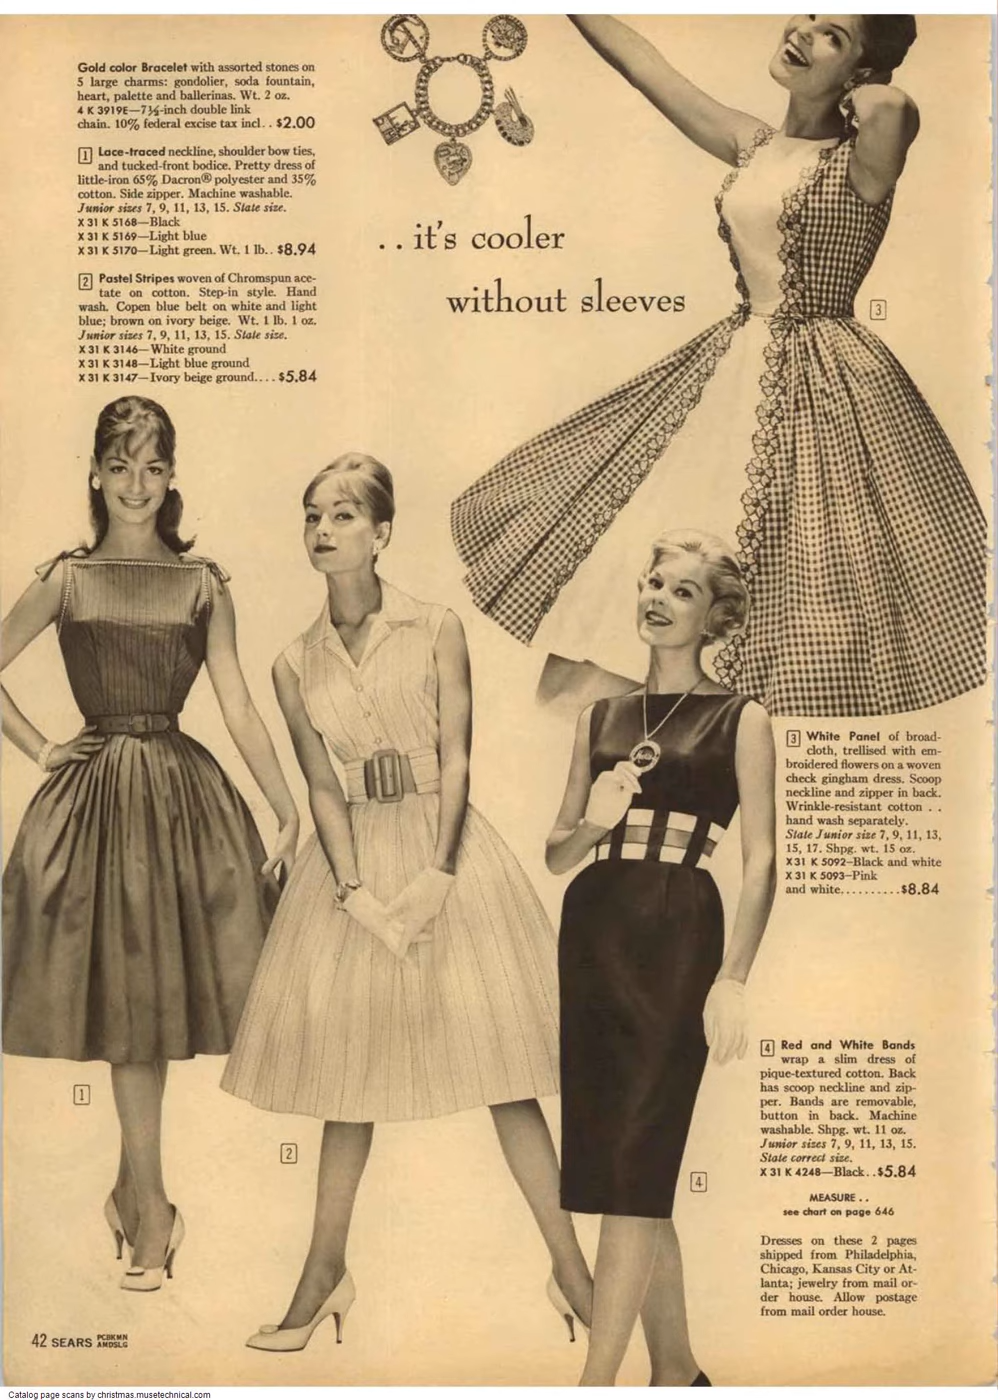 Gold color Bracelet with assorted stones on
5 large charms: gondolier, soda fountain,
heart, palette and ballerinas. Wt. 2 oz.
4 K 3919E—7½-inch double link
chain. 10% federal excise tax incl.. $2.00
1 Lace-traced neckline, shoulder bow ties,
and tucked-front bodice. Pretty dress of
little-iron 65% Dacron® polyester and 35%
cotton. Side zipper. Machine washable.
Junior sizes 7, 9, 11, 13, 15. State size.
X 31 K 5168—Black
X 31 K 5169—Light blue
X 31 K 5170—Light green. Wt. 1 lb.. $8.94
2 Pastel Stripes woven of Chromspun ace-
tate on cotton. Step-in style. Hand
wash. Copen blue belt on white and light
blue; brown on ivory beige. Wt. 1 lb. 1 oz.
Junior sizes 7, 9, 11, 13, 15. State size.
X 31 K 3146—White ground
X 31 K 3148—Light blue ground
X 31 K 3147—Ivory beige ground.... $5.84
. . it's cooler
without sleeves
3
3 White Panel of broad-
cloth, trellised with em-
broidered flowers on a woven
check gingham dress. Scoop
neckline and zipper in back.
Wrinkle-resistant cotton . .
hand wash separately.
State Junior size 7, 9, 11, 13,
15, 17. Shpg. wt. 15 oz.
X 31 K 5092–Black and white
X 31 K 5093–Pink
and white..........$8.84
4 Red and White Bands
wrap a slim dress of
pique-textured cotton. Back
has scoop neckline and zip-
per. Bands are removable,
button in back. Machine
washable. Shpg. wt. 11 oz.
Junior sizes 7, 9, 11, 13, 15.
State correct size.
X 31 K 4248—Black..$5.84
MEASURE . .
see chart on page 646
Dresses on these 2 pages
shipped from Philadelphia,
Chicago, Kansas City or At-
lanta; jewelry from mail or-
der house. Allow postage
from mail order house.
1
2
4
42 SEARS PCBKMN
AMDSLG
Catalog page scans by christmas.musetechnical.com